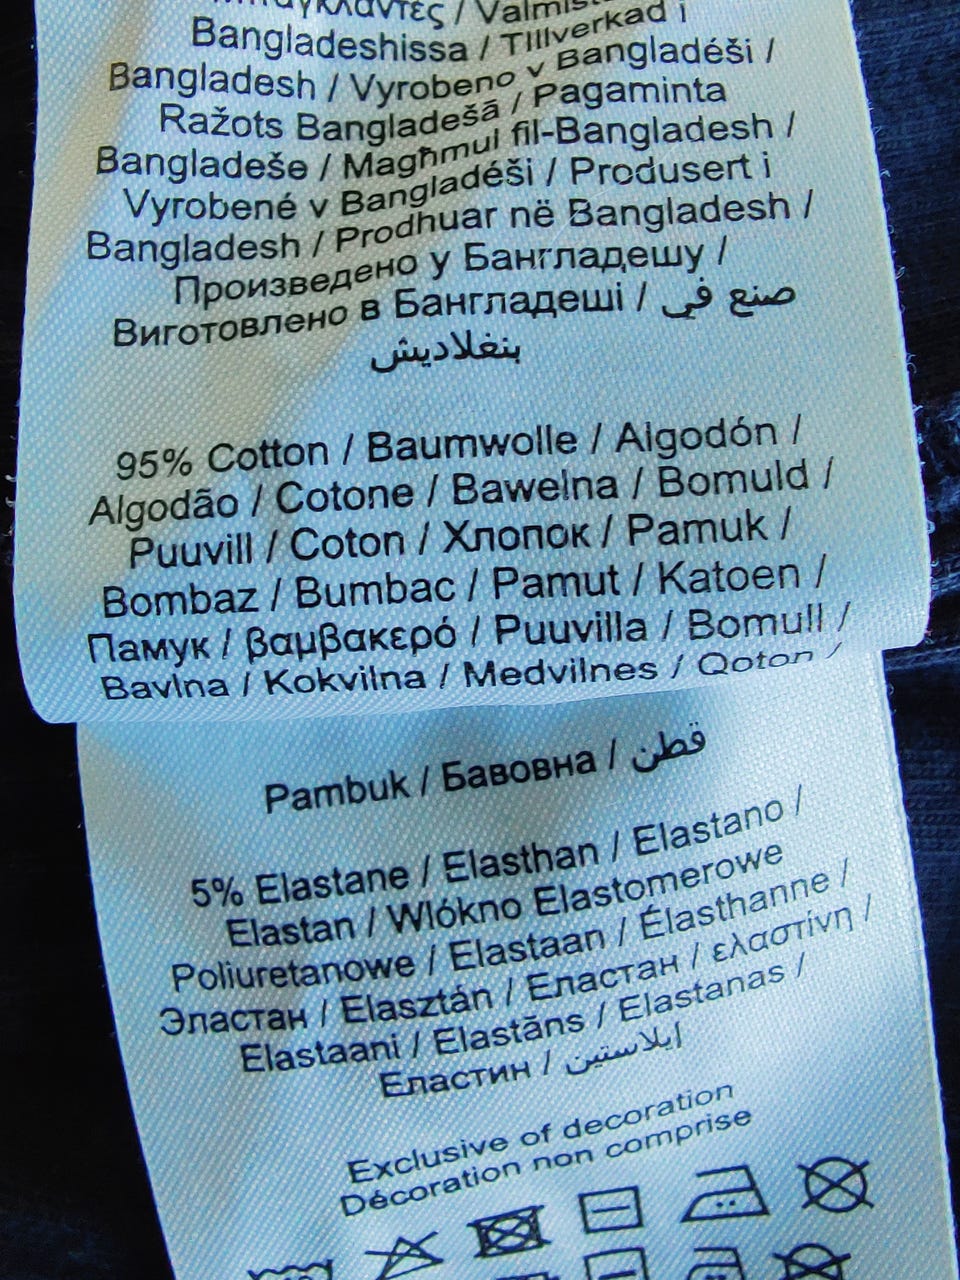 Μπαγκλαντές / Valmistettu
Bangladeshissa / Tillverkad i
Bangladesh / Vyrobeno v Bangladéši /
Ražots Bangladešā / Pagaminta
Bangladeše / Magħmul fil-Bangladesh /
Vyrobené v Bangladéši / Produsert i
Bangladesh / Prodhuar në Bangladesh /
Произведено у Бангладешу /
Виготовлено в Бангладеші / صنع في
بنغلاديش
95% Cotton / Baumwolle / Algodón /
Algodão / Cotone / Bawełna / Bomuld /
Puuvill / Coton / Хлопок / Pamuk /
Bombaz / Bumbac / Pamut / Katoen /
Памук / βαμβακερό / Puuvilla / Bomull /
Bavlna / Kokvilna / Medvilnes / Qoton /
Pambuk / Бавовна / قطن
5% Elastane / Elasthan / Elastano /
Elastan / Włókno Elastomerowe
Poliuretanowe / Elastaan / Élasthanne /
Эластан / Elasztán / Еластан / ελαστίνη /
Elastaani / Elastāns / Elastanas /
Еластин / إيلاستين
Exclusive of decoration
Décoration non comprise